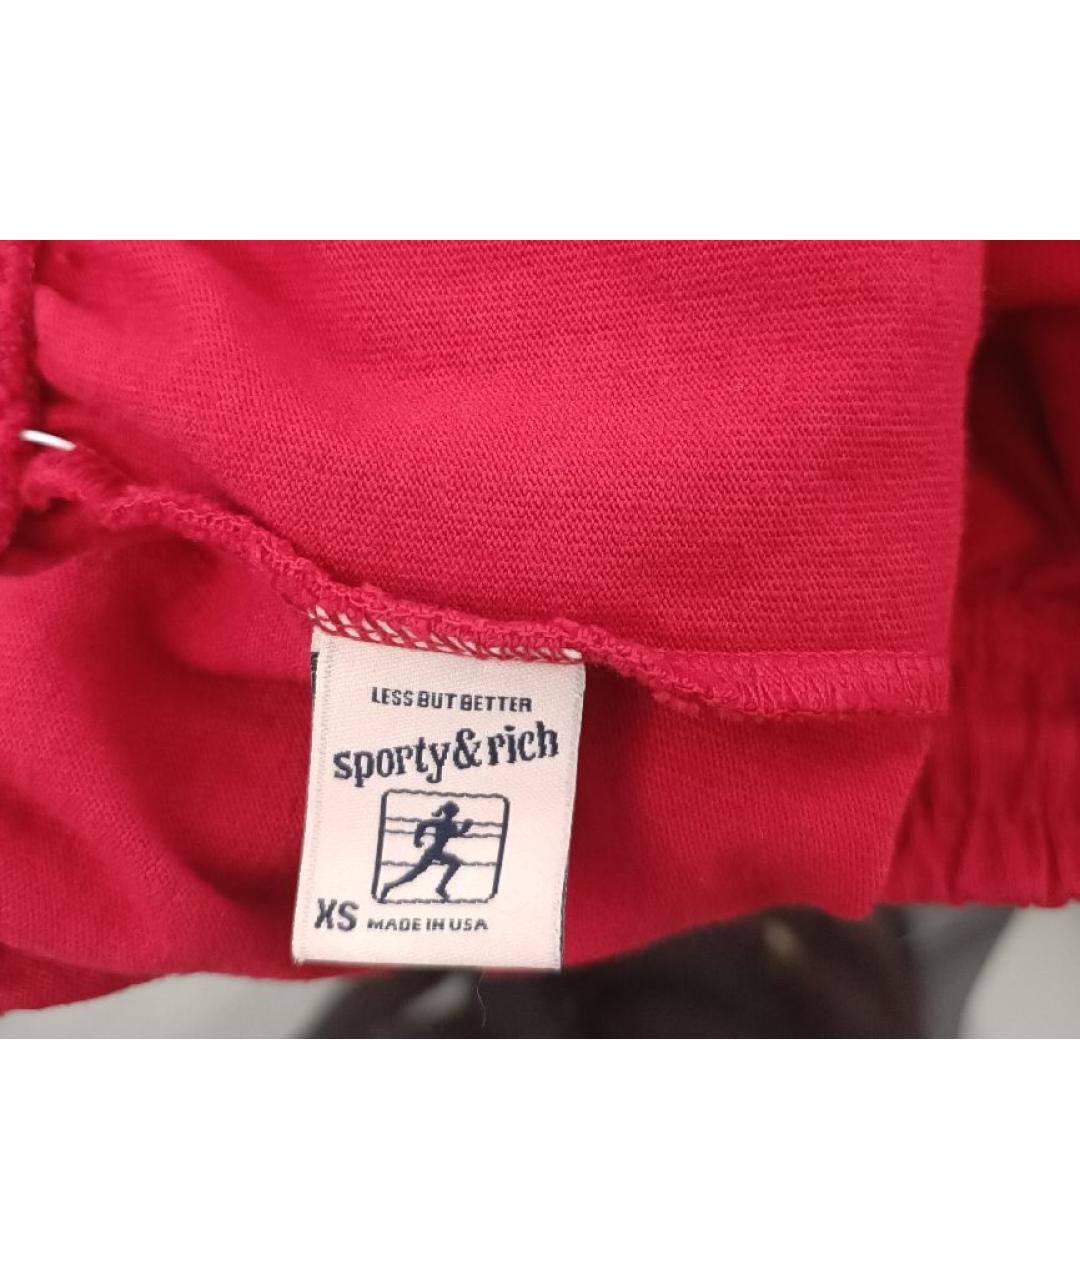 LESS BUT BETTER
sporty & rich
XS MADE IN USA